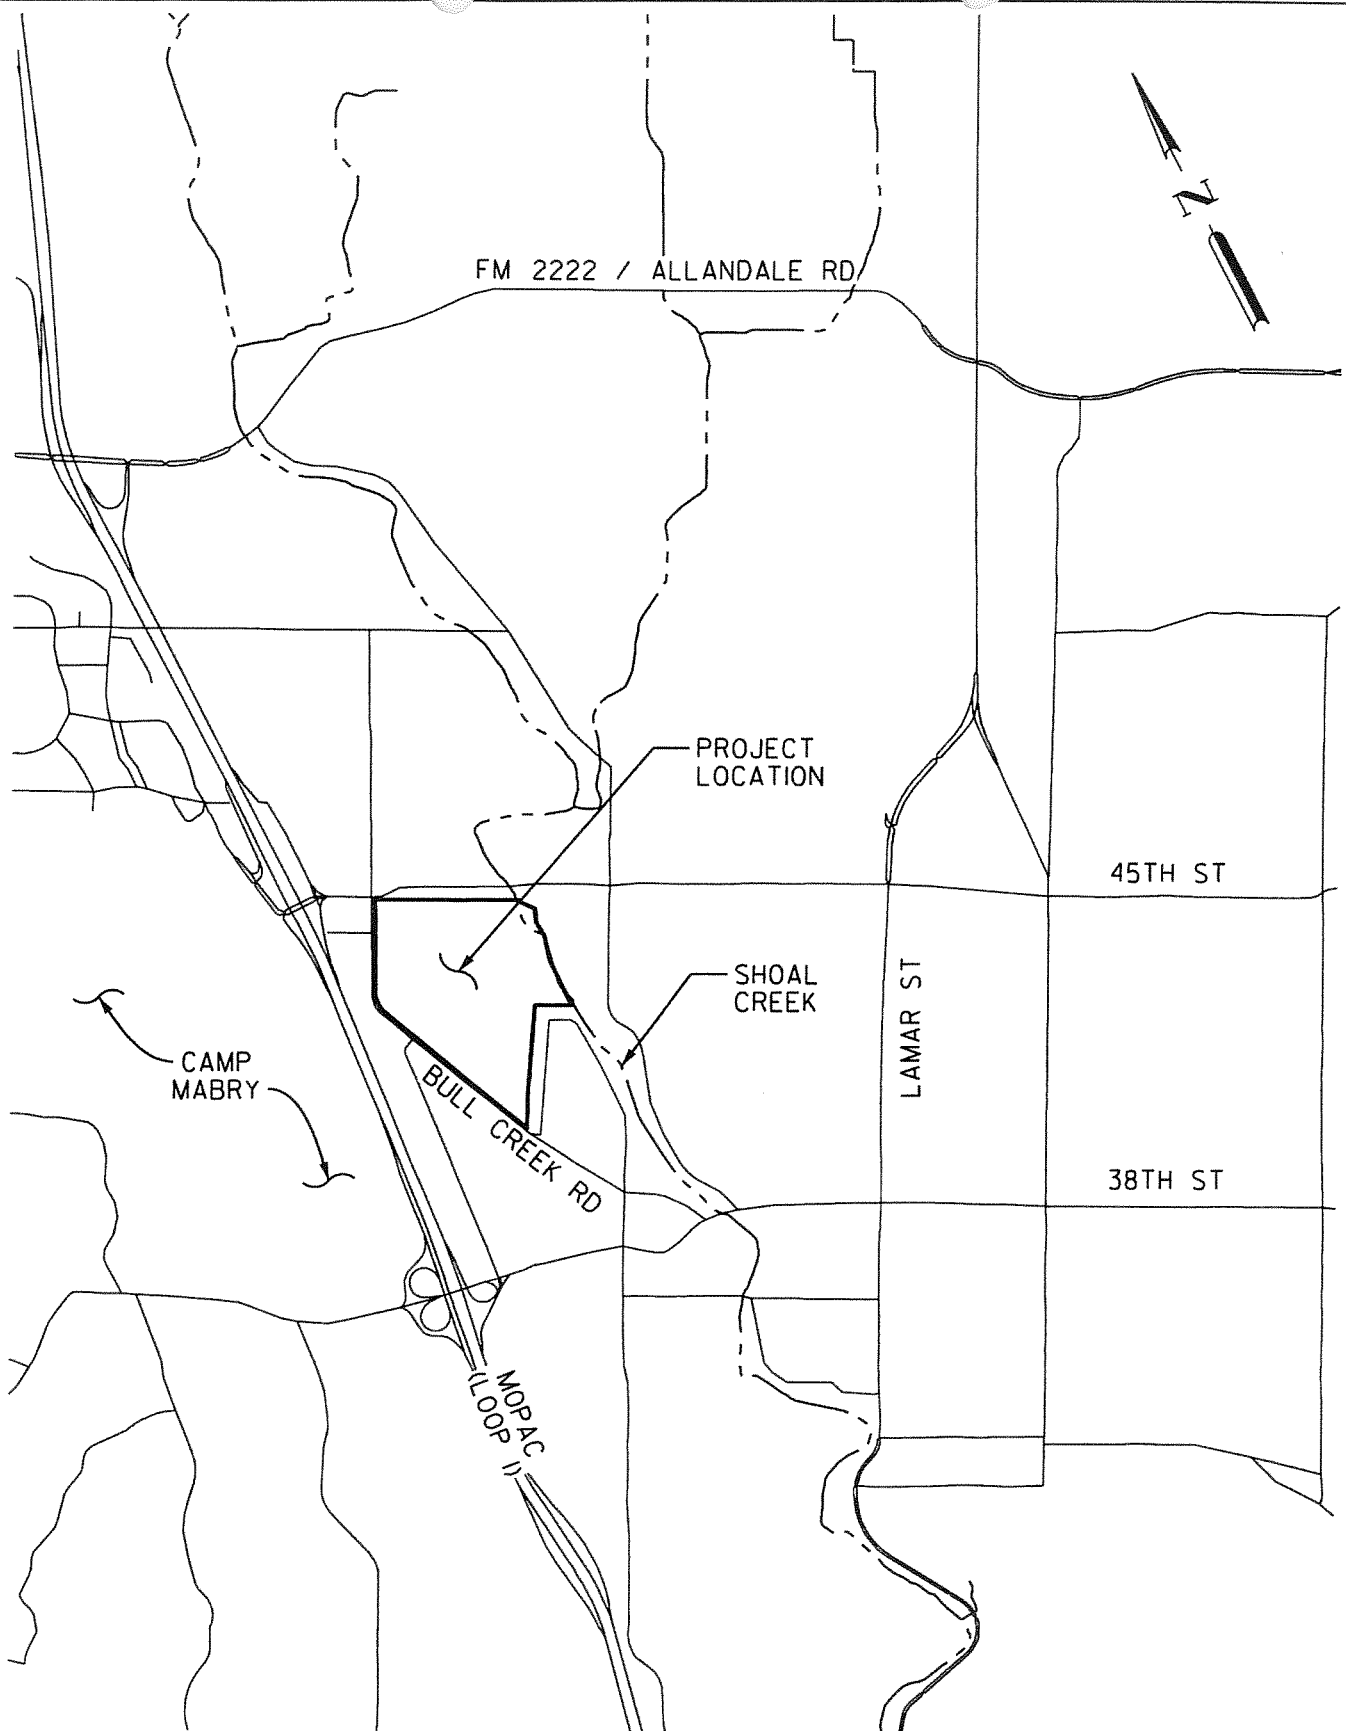 N
FM 2222 / ALLANDALE RD
PROJECT
LOCATION
45TH ST
SHOAL
CREEK
LAMAR ST
CAMP
MABRY
BULL CREEK RD
38TH ST
MOPAC
(LOOP 1)